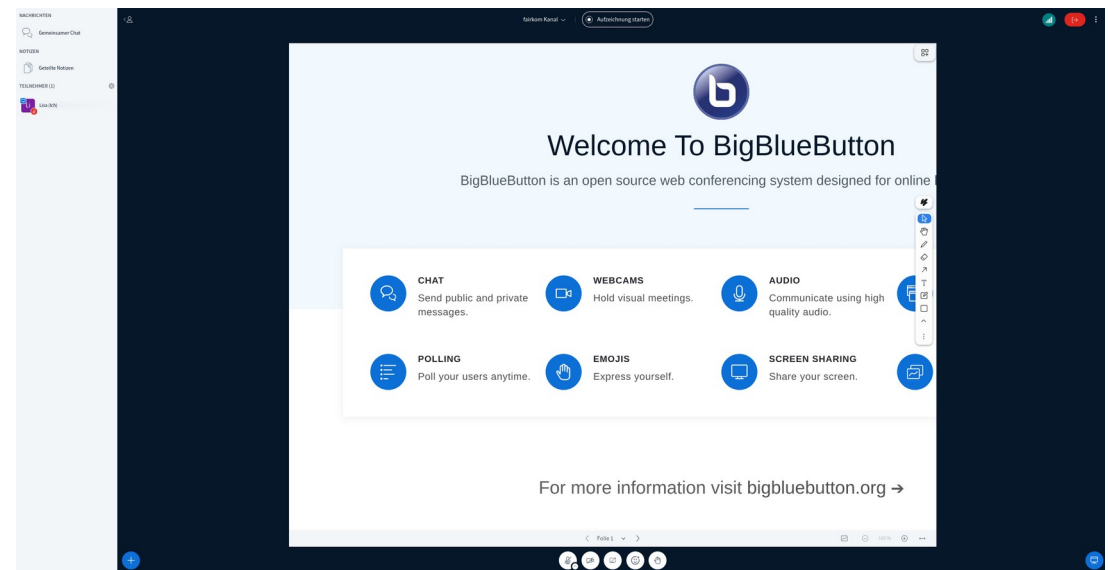 NACHRICHTEN
Gemeinsamer Chat
NOTIZEN
Geteilte Notizen
TEILNEHMER (1)
Lisa (Ich)
fairkom Kanal
Aufzeichnung starten
Welcome To BigBlueButton
BigBlueButton is an open source web conferencing system designed for online
CHAT
Send public and private
messages.
WEBCAMS
Hold visual meetings.
AUDIO
Communicate using high
quality audio.
POLLING
Poll your users anytime.
EMOJIS
Express yourself.
SCREEN SHARING
Share your screen.
For more information visit bigbluebutton.org →
Folie 1
100%